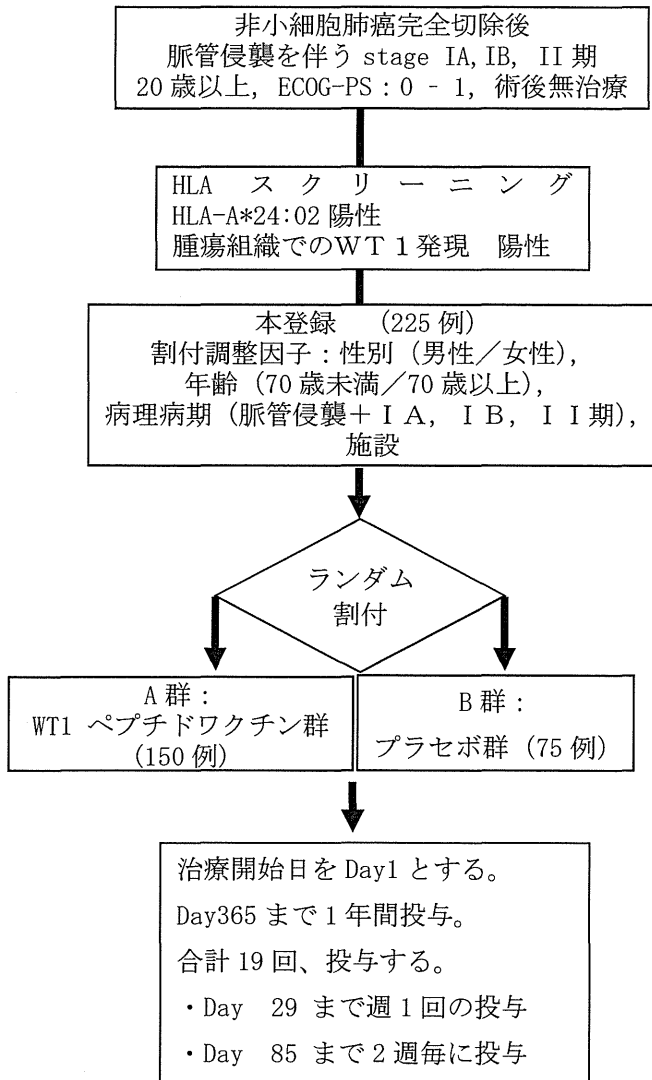 非小細胞肺癌完全切除後
脈管侵襲を伴う stage IA, IB, II 期
20 歳以上, ECOG-PS : 0 - 1, 術後無治療
HLA ス ク リ ー ニ ン グ
HLA-A*24:02 陽性
腫瘍組織でのWT 1発現 陽性
本登録 (225 例)
割付調整因子：性別（男性／女性），
年齢（70 歳未満／70 歳以上），
病理病期（脈管侵襲＋ＩＡ，ＩＢ，ＩＩ期），
施設
ランダム
割付
A 群：
WT1 ペプチドワクチン群
(150 例)
B 群：
プラセボ群（75 例）
治療開始日を Day1 とする。
Day365 まで 1 年間投与。
合計 19 回、投与する。
・Day 29 まで週 1 回の投与
・Day 85 まで 2 週毎に投与